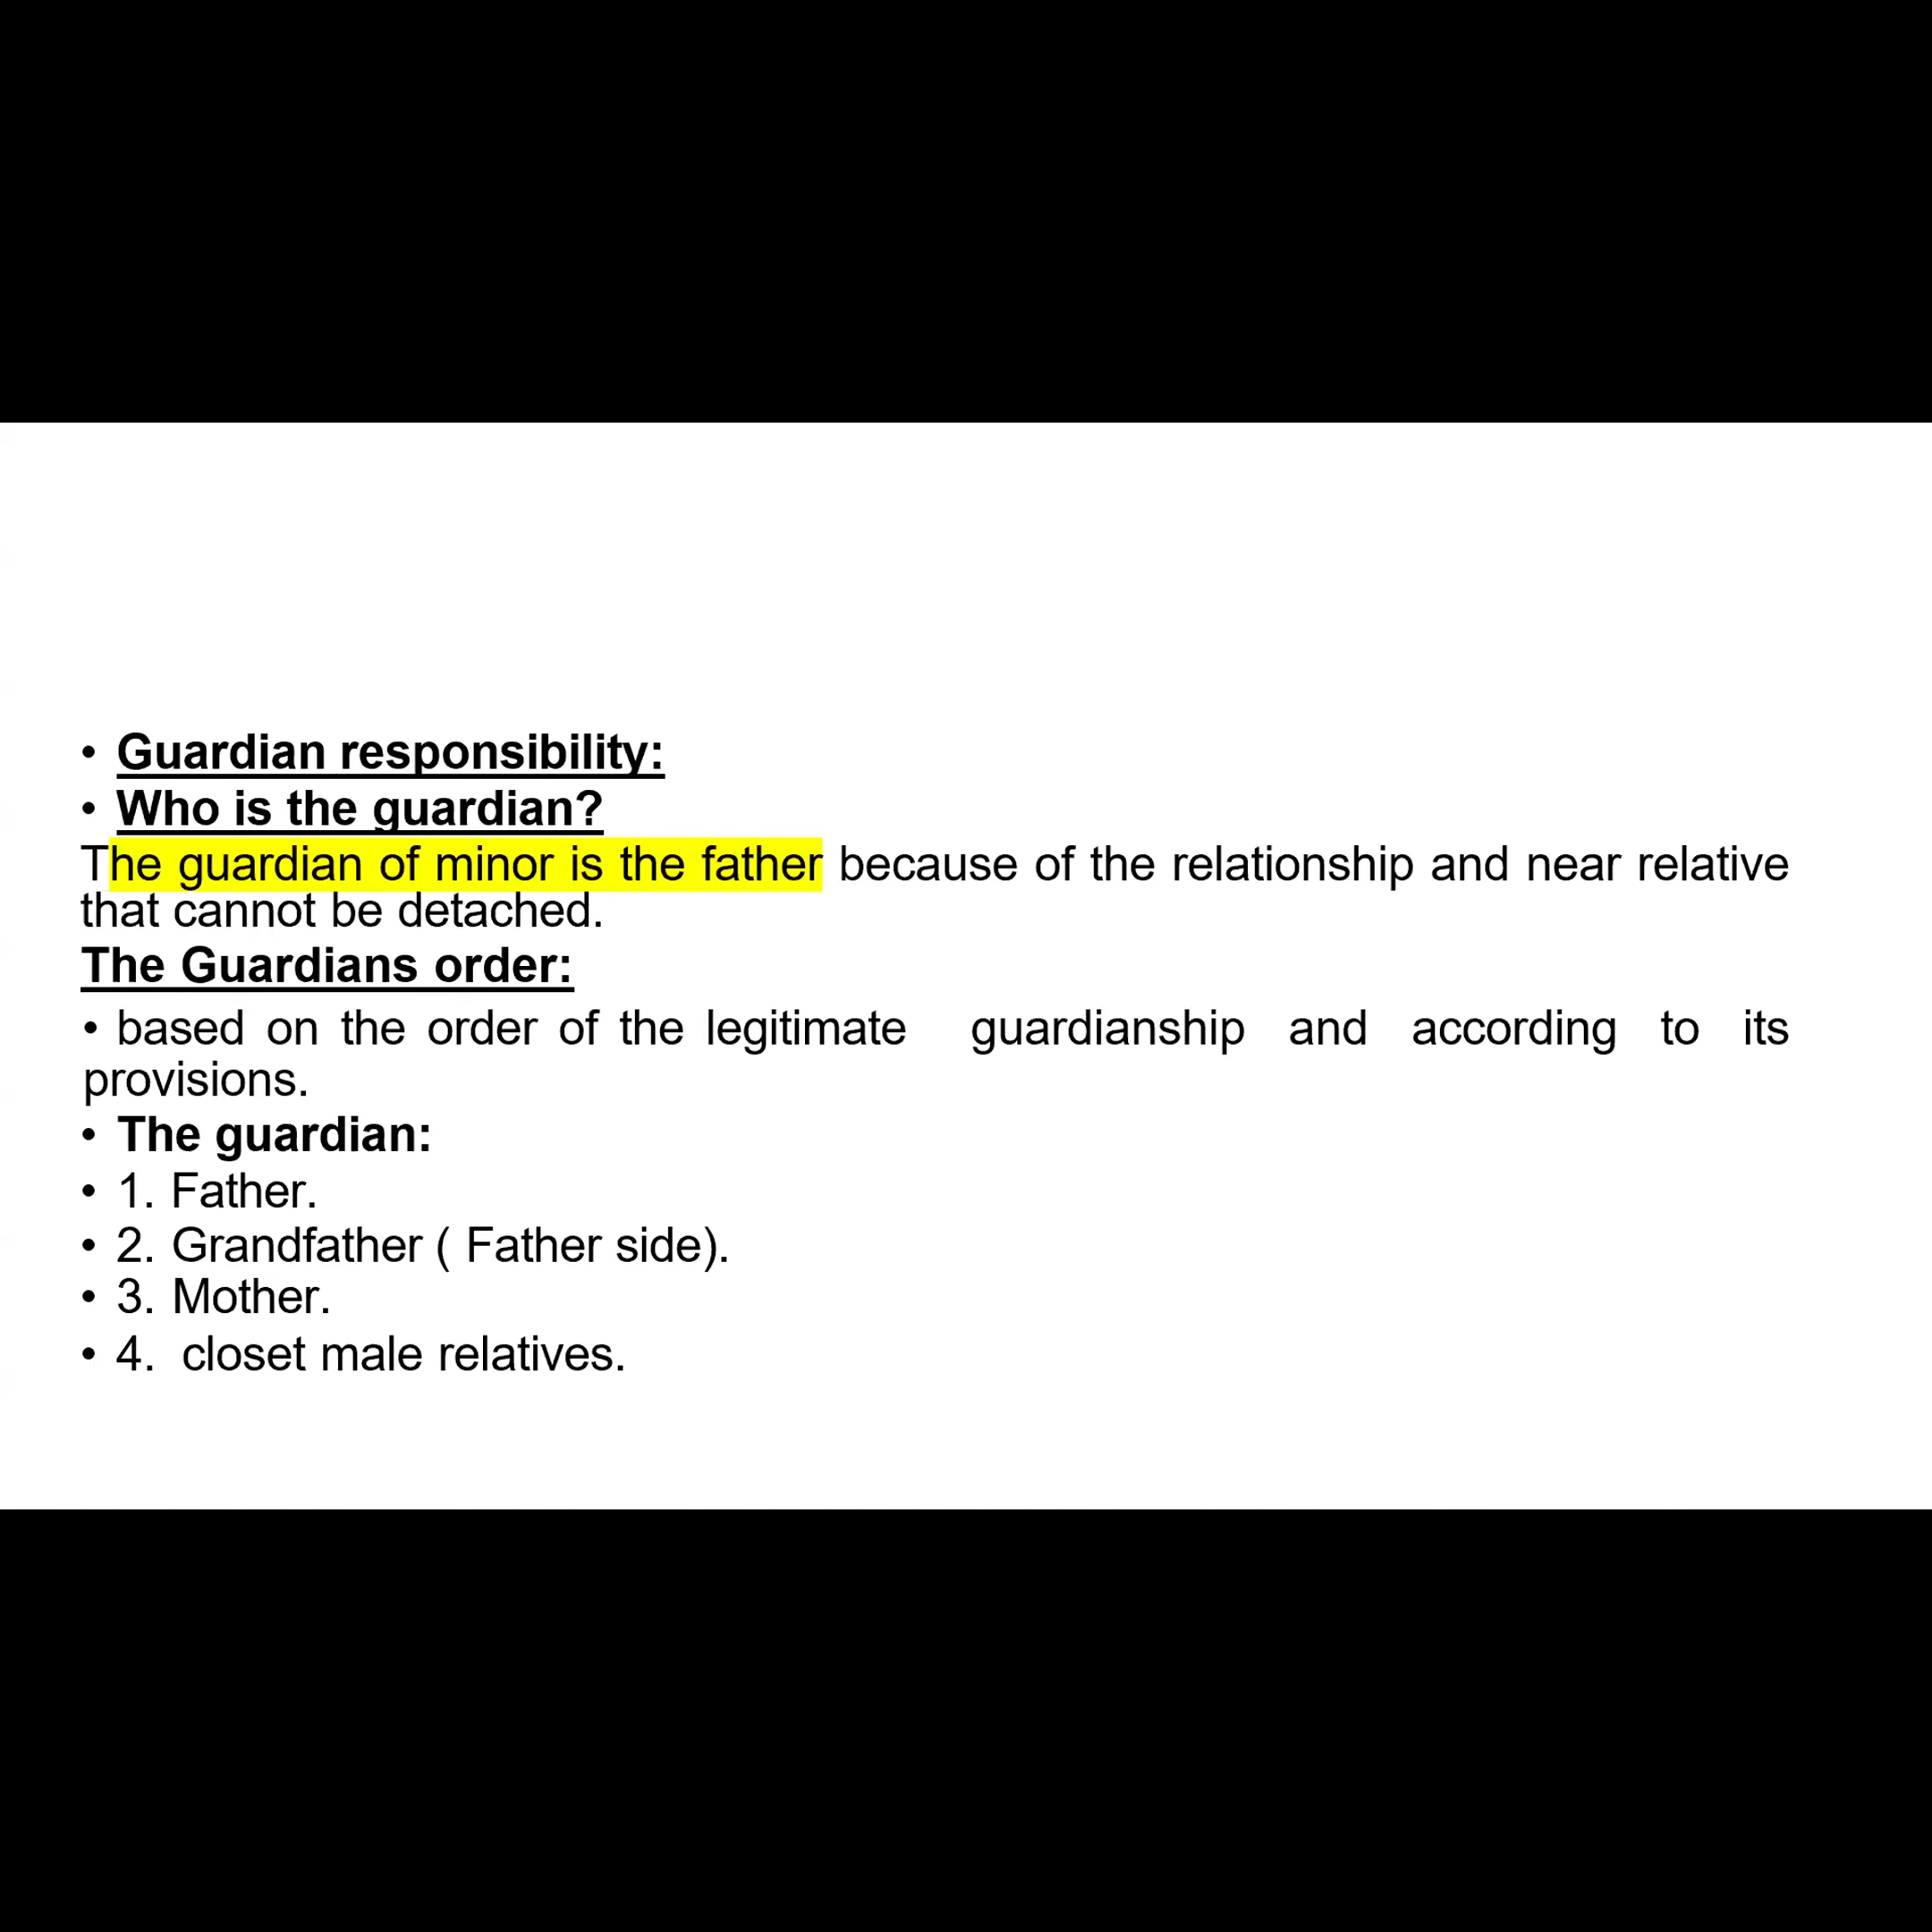 • Guardian responsibility:
• Who is the guardian?
The guardian of minor is the father because of the relationship and near relative
that cannot be detached.
The Guardians order:
• based on the order of the legitimate guardianship and according to its
provisions.
• The guardian:
• 1. Father.
• 2. Grandfather ( Father side).
• 3. Mother.
• 4. closet male relatives.